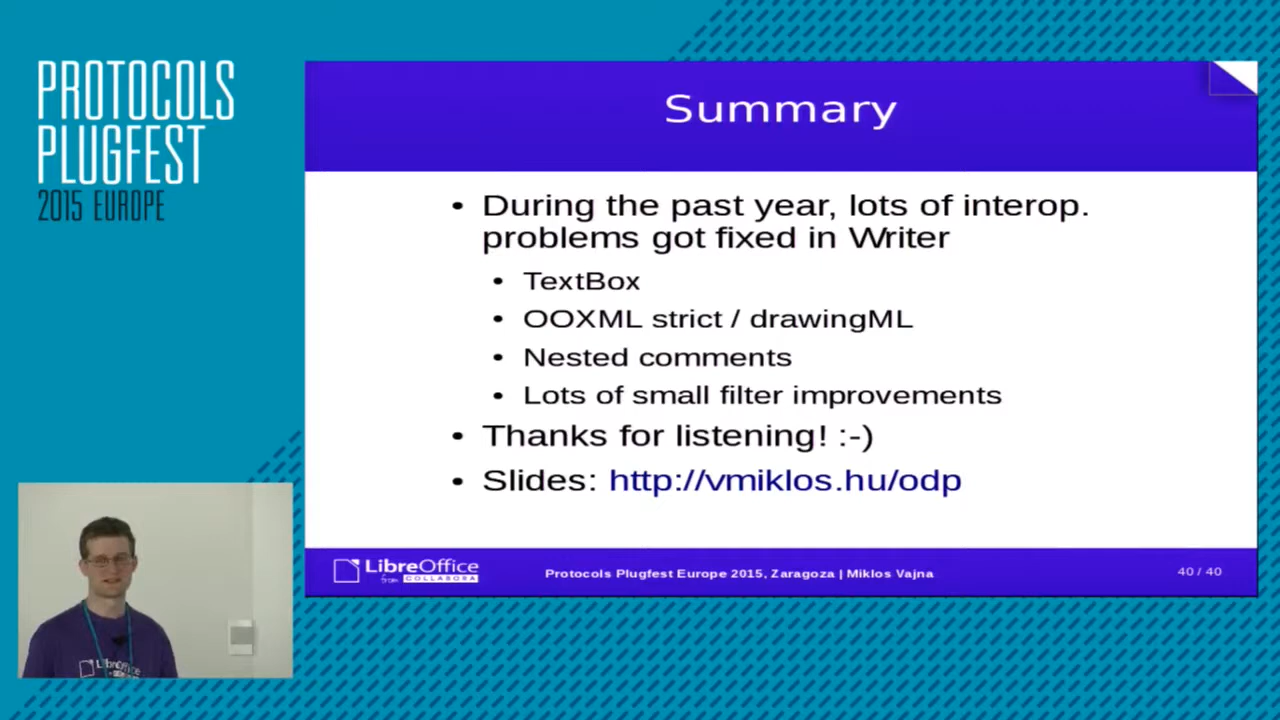 PROTOCOLS
PLUGFEST
2015 EUROPE
Summary
• During the past year, lots of interop.
problems got fixed in Writer
• TextBox
• OOXML strict / drawingML
• Nested comments
• Lots of small filter improvements
• Thanks for listening! :-)
• Slides: http://vmiklos.hu/odp
LibreOffice
from COLLABORA
Protocols Plugfest Europe 2015, Zaragoza | Miklos Vajna
40 / 40
LibreOffice